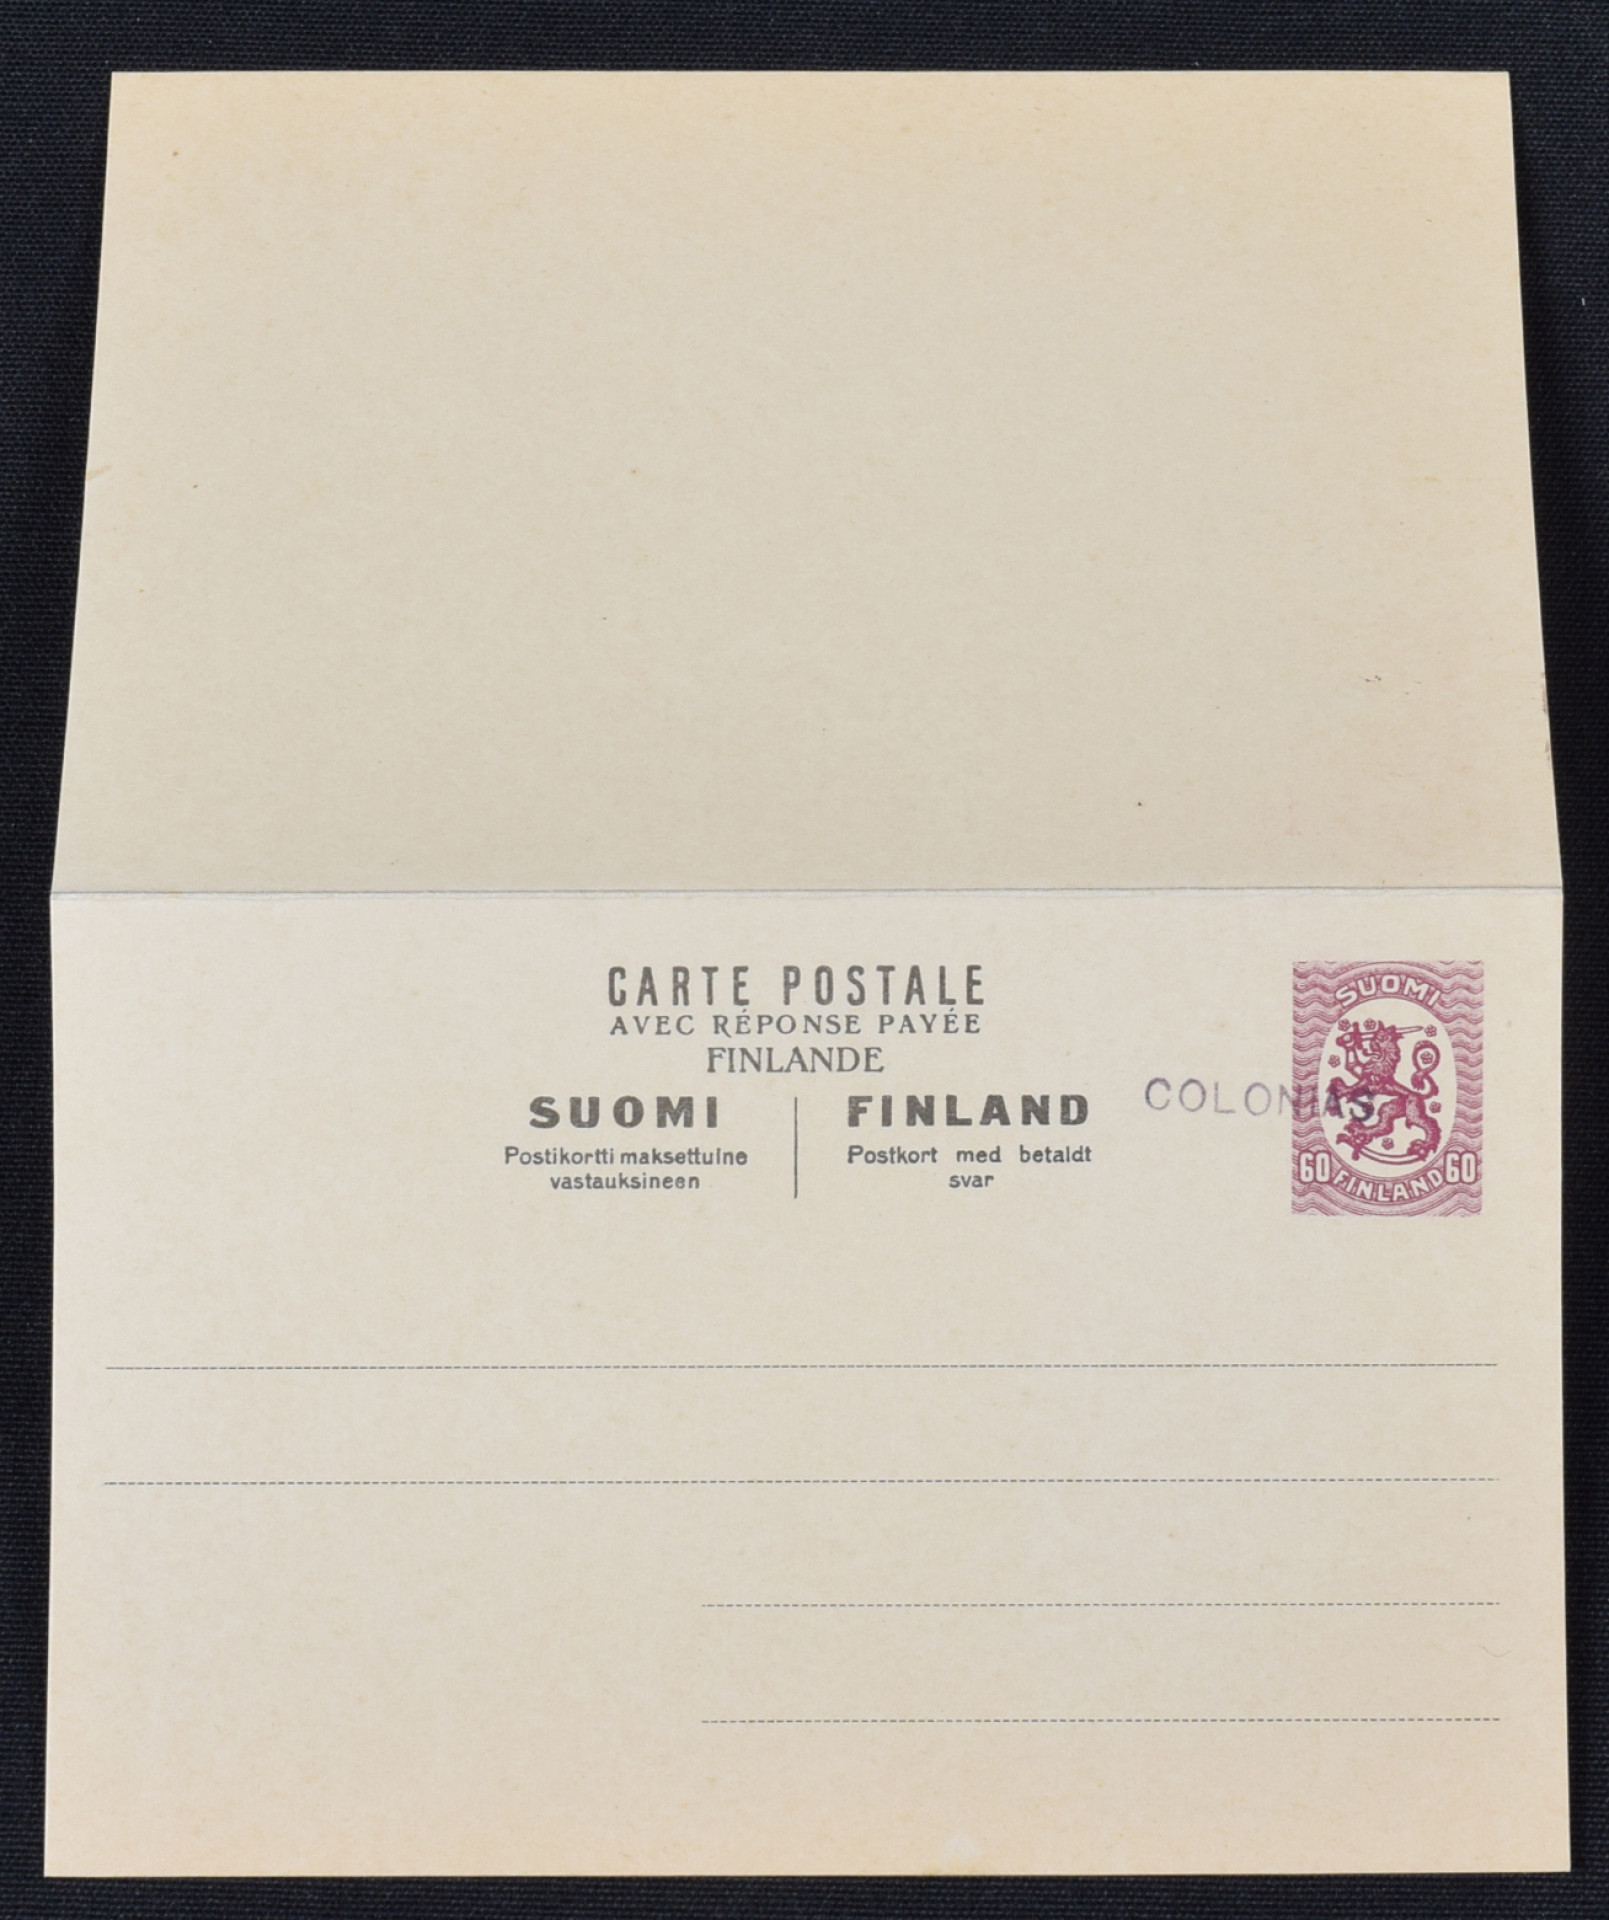 CARTE POSTALE
AVEC RÉPONSE PAYÉE
FINLANDE
SUOMI
Postikortti maksettuine
vastauksineen
FINLAND
Postkort med betaldt
svar
COLONIAS
SUOMI
60 FINLAND 60